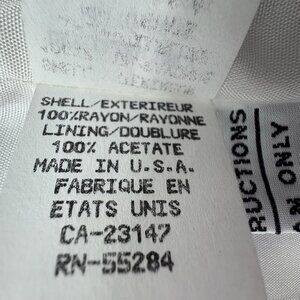 SHELL/EXTERIREUR
100%RAYON/RAYONNE
LINING/DOUBLURE
100% ACETATE
MADE IN U.S.A.
FABRIQUE EN
ETATS UNIS
CA-23147
RN-55284
RUCTIONS
N ONLY